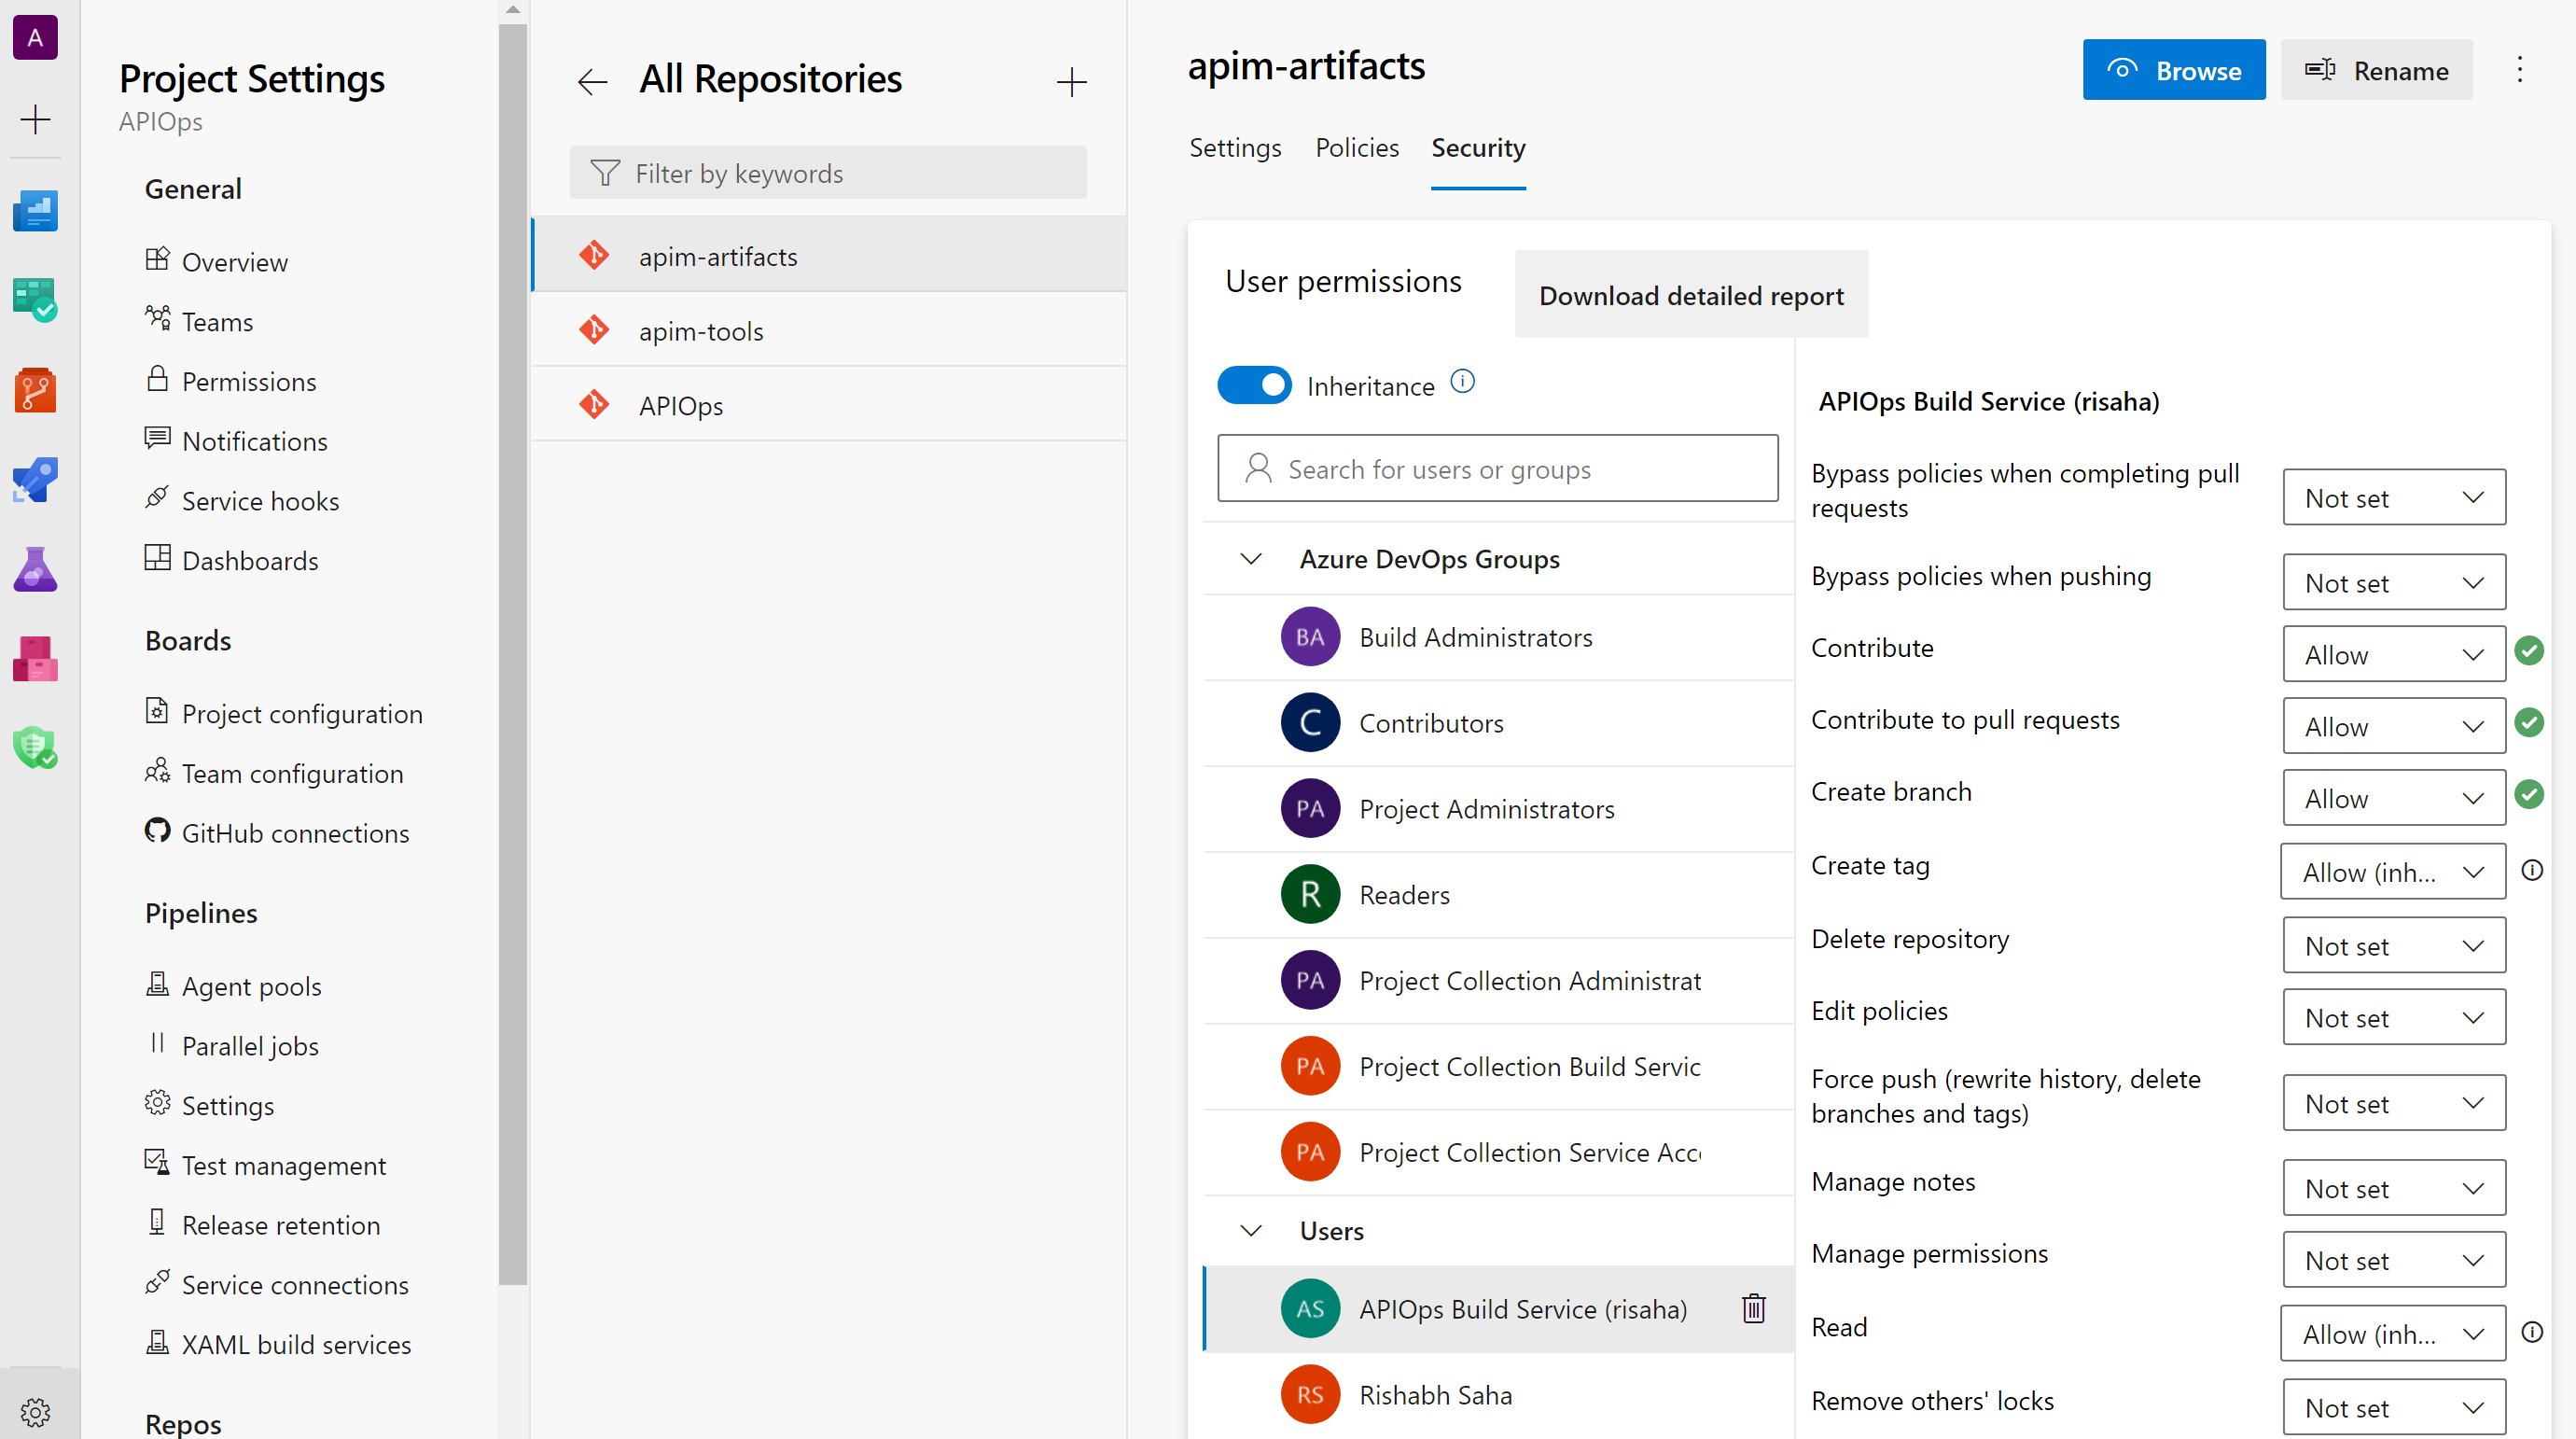 A
Project Settings
APIOps
General
Overview
Teams
Permissions
Notifications
Service hooks
Dashboards
Boards
Project configuration
Team configuration
GitHub connections
Pipelines
Agent pools
Parallel jobs
Settings
Test management
Release retention
Service connections
XAML build services
Repos
All Repositories
Filter by keywords
apim-artifacts
apim-tools
APIOps
apim-artifacts
Browse
Rename
Settings
Policies
Security
User permissions
Download detailed report
Inheritance
Search for users or groups
Azure DevOps Groups
BA
Build Administrators
C
Contributors
PA
Project Administrators
R
Readers
PA
Project Collection Administrat
PA
Project Collection Build Servic
PA
Project Collection Service Acc
Users
AS
APIOps Build Service (risaha)
RS
Rishabh Saha
APIOps Build Service (risaha)
Bypass policies when completing pull
requests
Not set
Bypass policies when pushing
Not set
Contribute
Allow
Contribute to pull requests
Allow
Create branch
Allow
Create tag
Allow (inh...
Delete repository
Not set
Edit policies
Not set
Force push (rewrite history, delete
branches and tags)
Not set
Manage notes
Not set
Manage permissions
Not set
Read
Allow (inh...
Remove others' locks
Not set